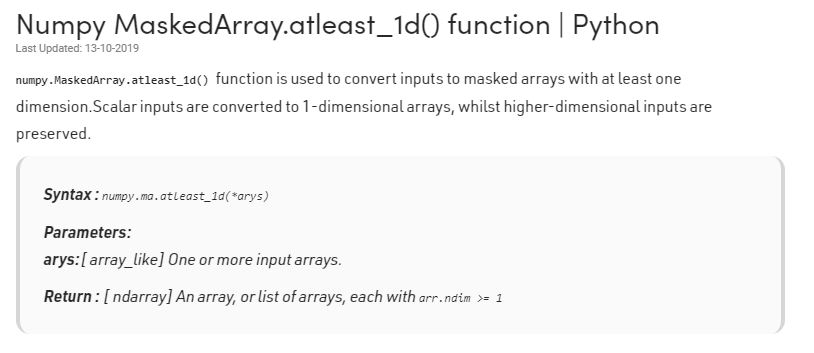 Numpy MaskedArray.atleast_1d() function | Python
Last Updated: 13-10-2019
numpy.MaskedArray.atleast_1d() function is used to convert inputs to masked arrays with at least one
dimension.Scalar inputs are converted to 1-dimensional arrays, whilst higher-dimensional inputs are
preserved.
Syntax : numpy.ma.atleast_1d(*arys)
Parameters:
arys:[ array_like] One or more input arrays.
Return : [ ndarray] An array, or list of arrays, each with arr.ndim >= 1